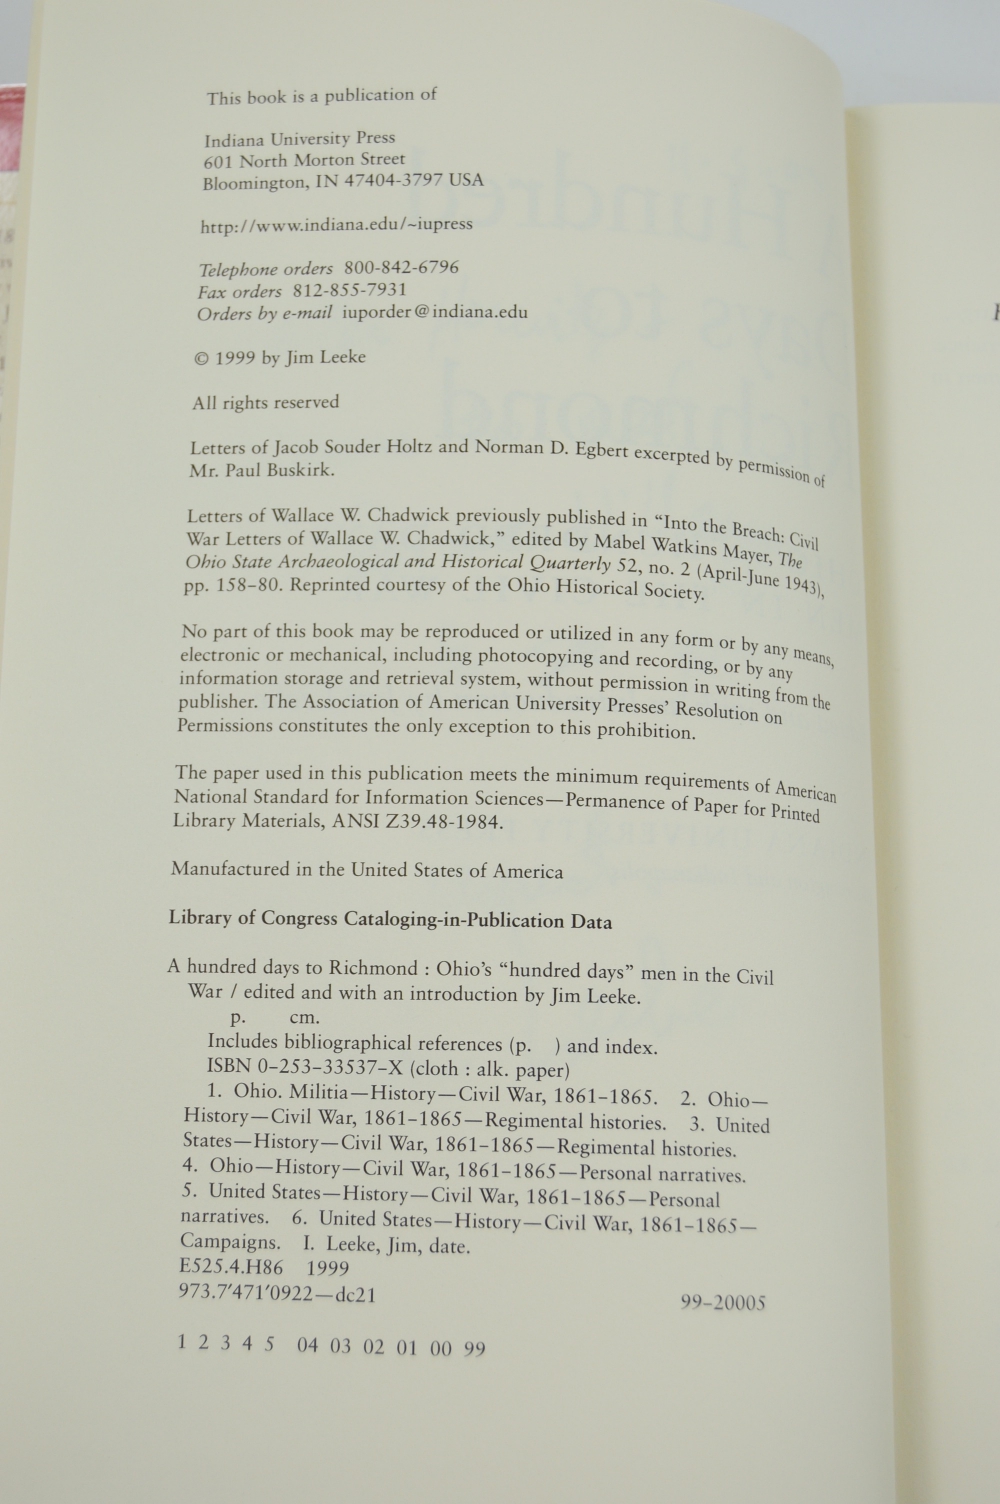 This book is a publication of
Indiana University Press
601 North Morton Street
Bloomington, IN 47404-3797 USA
http://www.indiana.edu/~iupress
Telephone orders 800-842-6796
Fax orders 812-855-7931
Orders by e-mail iuporder@indiana.edu
© 1999 by Jim Leeke
All rights reserved
Letters of Jacob Souder Holtz and Norman D. Egbert excerpted by permission of
Mr. Paul Buskirk.
Letters of Wallace W. Chadwick previously published in “Into the Breach: Civil
War Letters of Wallace W. Chadwick,” edited by Mabel Watkins Mayer, The
Ohio State Archaeological and Historical Quarterly 52, no. 2 (April-June 1943),
pp. 158–80. Reprinted courtesy of the Ohio Historical Society.
No part of this book may be reproduced or utilized in any form or by any means,
electronic or mechanical, including photocopying and recording, or by any
information storage and retrieval system, without permission in writing from the
publisher. The Association of American University Presses’ Resolution on
Permissions constitutes the only exception to this prohibition.
The paper used in this publication meets the minimum requirements of American
National Standard for Information Sciences—Permanence of Paper for Printed
Library Materials, ANSI Z39.48-1984.
Manufactured in the United States of America
Library of Congress Cataloging-in-Publication Data
A hundred days to Richmond : Ohio’s “hundred days” men in the Civil
War / edited and with an introduction by Jim Leeke.
p. cm.
Includes bibliographical references (p. ) and index.
ISBN 0–253–33537–X (cloth : alk. paper)
1. Ohio. Militia—History—Civil War, 1861–1865. 2. Ohio—
History—Civil War, 1861–1865—Regimental histories. 3. United
States—History—Civil War, 1861–1865—Regimental histories.
4. Ohio—History—Civil War, 1861–1865—Personal narratives.
5. United States—History—Civil War, 1861–1865—Personal
narratives. 6. United States—History—Civil War, 1861–1865—
Campaigns. I. Leeke, Jim, date.
E525.4.H86 1999
973.7′471′0922—dc21
99–20005
1 2 3 4 5 04 03 02 01 00 99